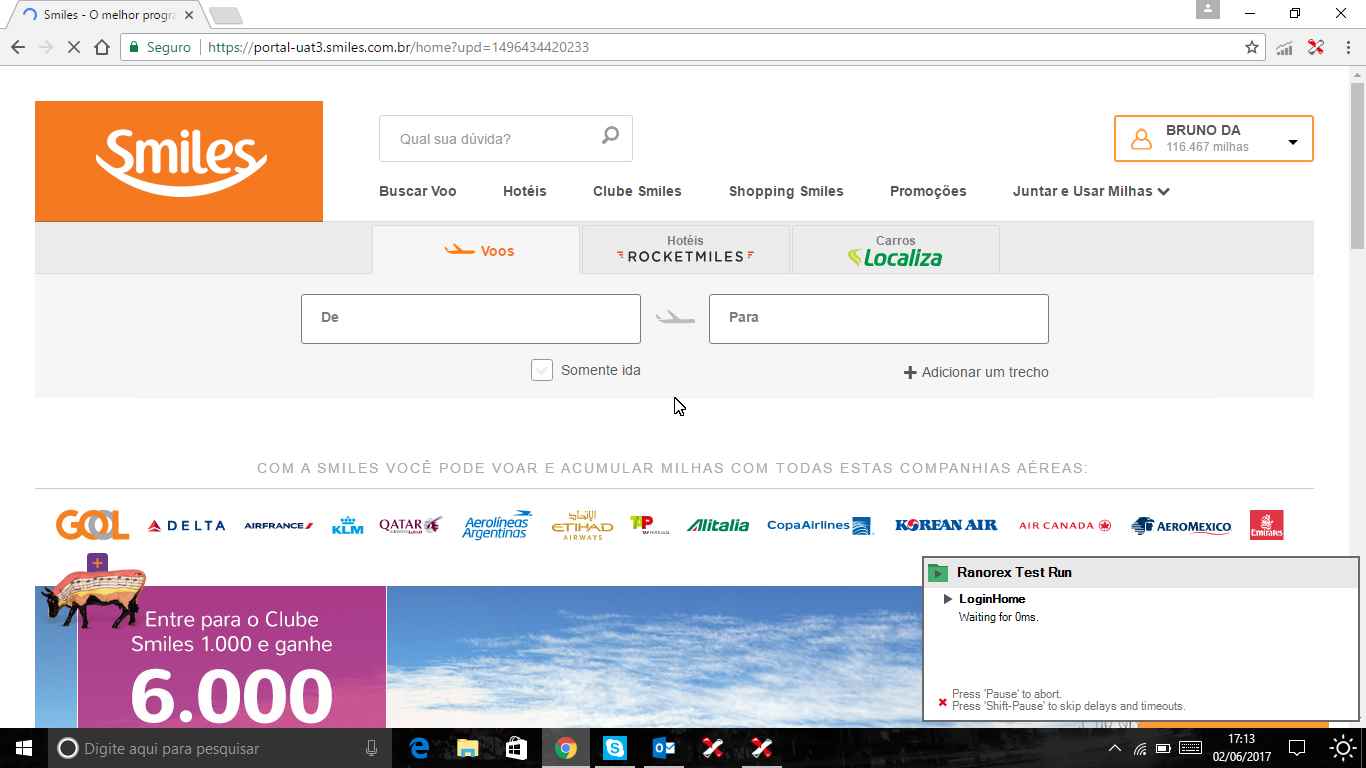 Smiles - O melhor progra
Seguro
https://portal-uat3.smiles.com.br/home?upd=1496434420233
Smiles
Qual sua dúvida?
BRUNO DA
116.467 milhas
Buscar Voo
Hotéis
Clube Smiles
Shopping Smiles
Promoções
Juntar e Usar Milhas
Voos
Hotéis
ROCKETMILES
Carros
Localiza
De
Para
Somente ida
Adicionar um trecho
COM A SMILES VOCÊ PODE VOAR E ACUMULAR MILHAS COM TODAS ESTAS COMPANHIAS AÉREAS:
GOL
DELTA
AIRFRANCE
KLM
QATAR
Aerolíneas
Argentinas
ETIHAD
AIRWAYS
TAP
Alitalia
CopaAirlines
KOREAN AIR
AIR CANADA
AEROMEXICO
Emirates
Entre para o Clube
Smiles 1.000 e ganhe
6.000
Ranorex Test Run
LoginHome
Waiting for 0ms.
Press 'Pause' to abort.
Press 'Shift-Pause' to skip delays and timeouts.
Digite aqui para pesquisar
17:13
02/06/2017